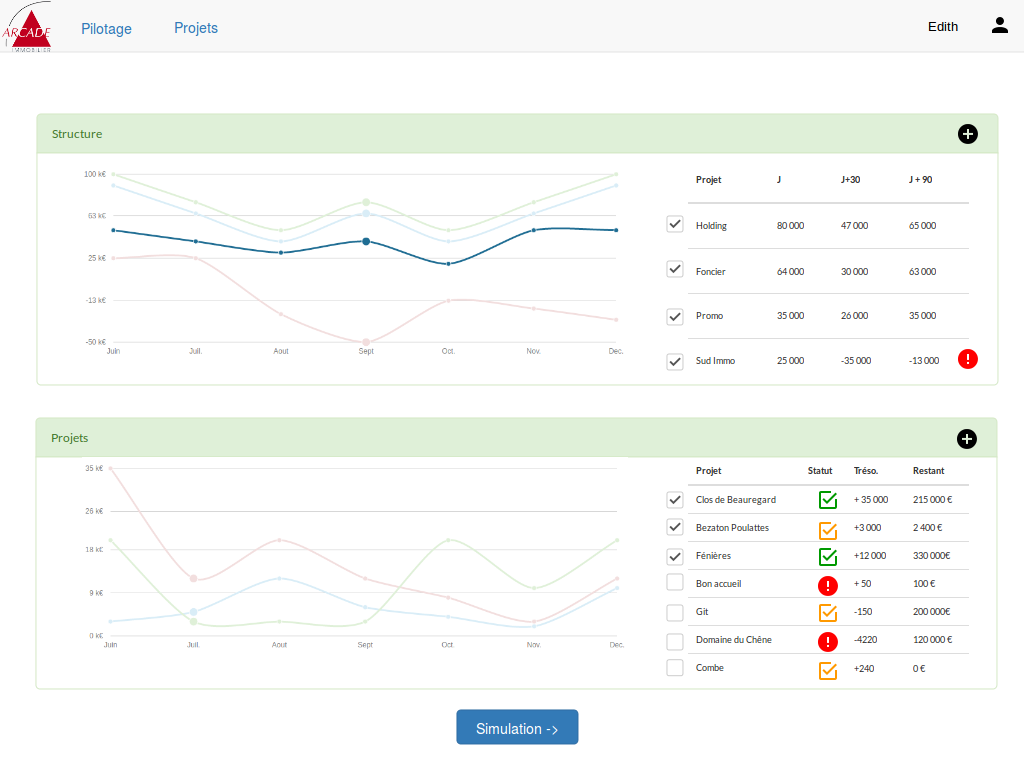 ARCADE
IMMOBILIER
Pilotage Projets Edith
Structure
100 k€
63 k€
25 k€
-13 k€
-50 k€
Juin Juil. Aout Sept Oct. Nov. Dec.
Projet J J+30 J + 90
Holding 80 000 47 000 65 000
Foncier 64 000 30 000 63 000
Promo 35 000 26 000 35 000
Sud Immo 25 000 -35 000 -13 000
Projets
35 k€
26 k€
18 k€
9 k€
0 k€
Juin Juil. Aout Sept Oct Nov. Dec.
Projet Statut Tréso. Restant
Clos de Beauregard + 35 000 215 000 €
Bezaton Poulattes +3 000 2 400 €
Fénières +12 000 330 000€
Bon accueil + 50 100 €
Git -150 200 000€
Domaine du Chêne -4220 120 000 €
Combe +240 0 €
Simulation ->